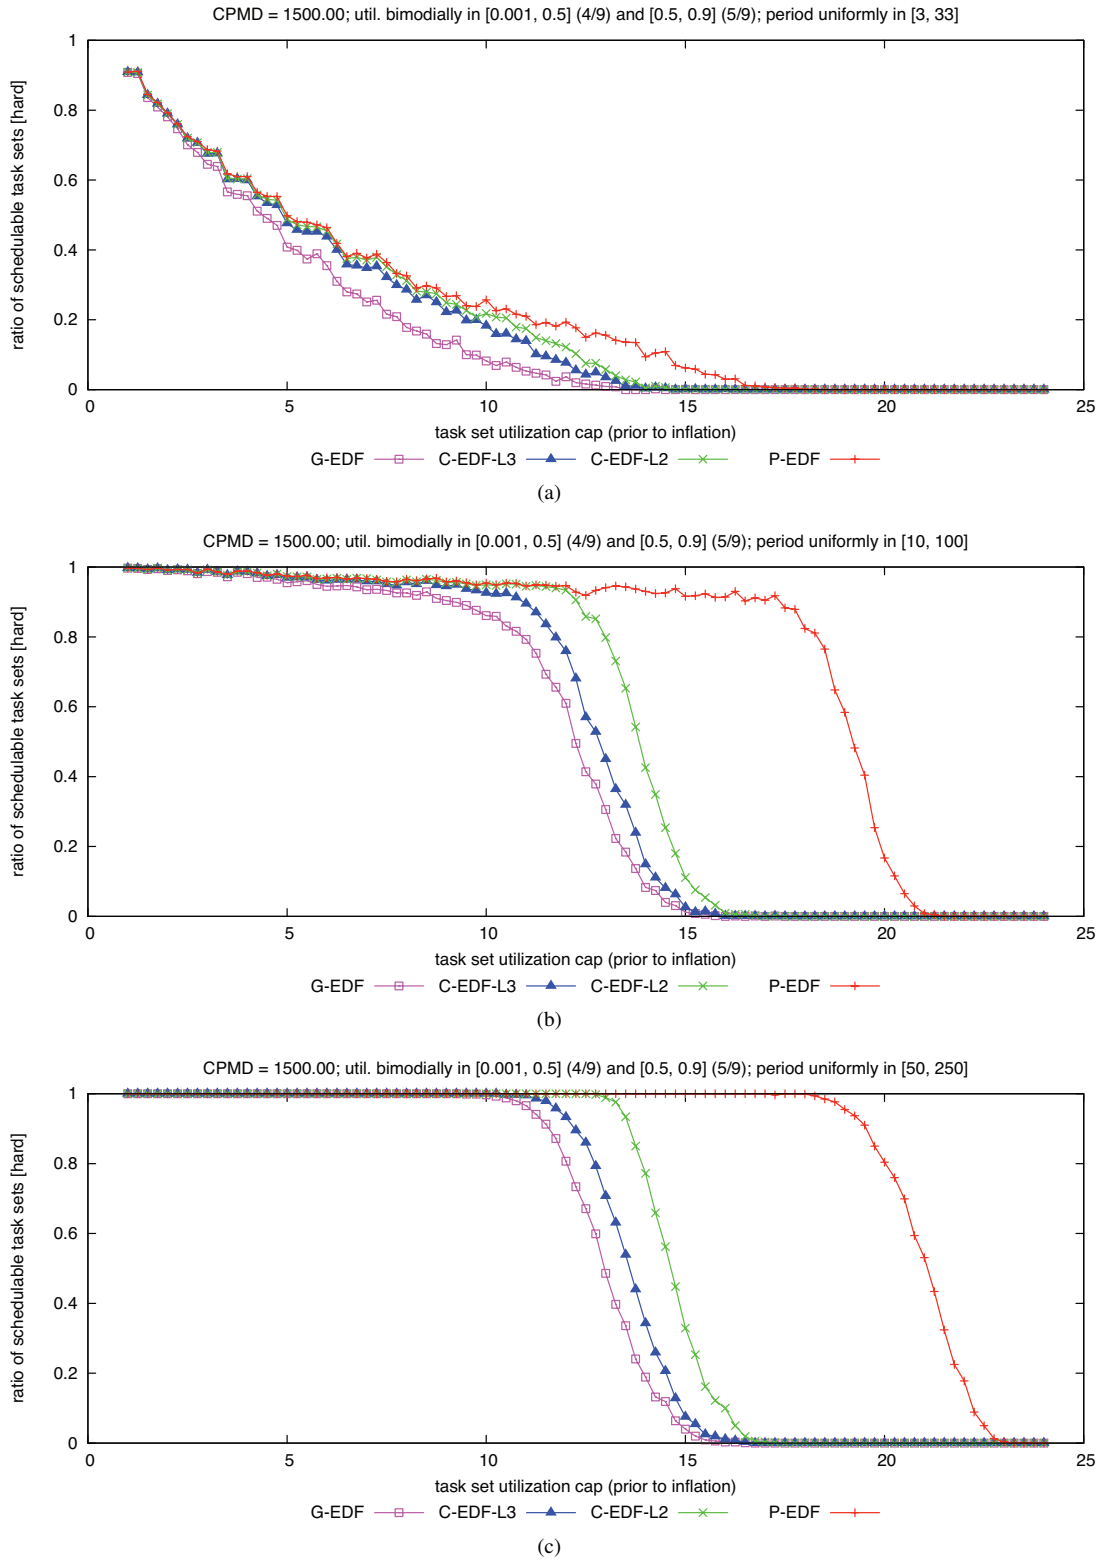 CPMD = 1500.00; util. bimodially in [0.001, 0.5] (4/9) and [0.5, 0.9] (5/9); period uniformly in [3, 33]
ratio of schedulable task sets [hard]
1
0.8
0.6
0.4
0.2
0
0 5 10 15 20 25
task set utilization cap (prior to inflation)
G-EDF C-EDF-L3 C-EDF-L2 P-EDF
(a)
CPMD = 1500.00; util. bimodially in [0.001, 0.5] (4/9) and [0.5, 0.9] (5/9); period uniformly in [10, 100]
ratio of schedulable task sets [hard]
1
0.8
0.6
0.4
0.2
0
0 5 10 15 20 25
task set utilization cap (prior to inflation)
G-EDF C-EDF-L3 C-EDF-L2 P-EDF
(b)
CPMD = 1500.00; util. bimodially in [0.001, 0.5] (4/9) and [0.5, 0.9] (5/9); period uniformly in [50, 250]
ratio of schedulable task sets [hard]
1
0.8
0.6
0.4
0.2
0
0 5 10 15 20 25
task set utilization cap (prior to inflation)
G-EDF C-EDF-L3 C-EDF-L2 P-EDF
(c)